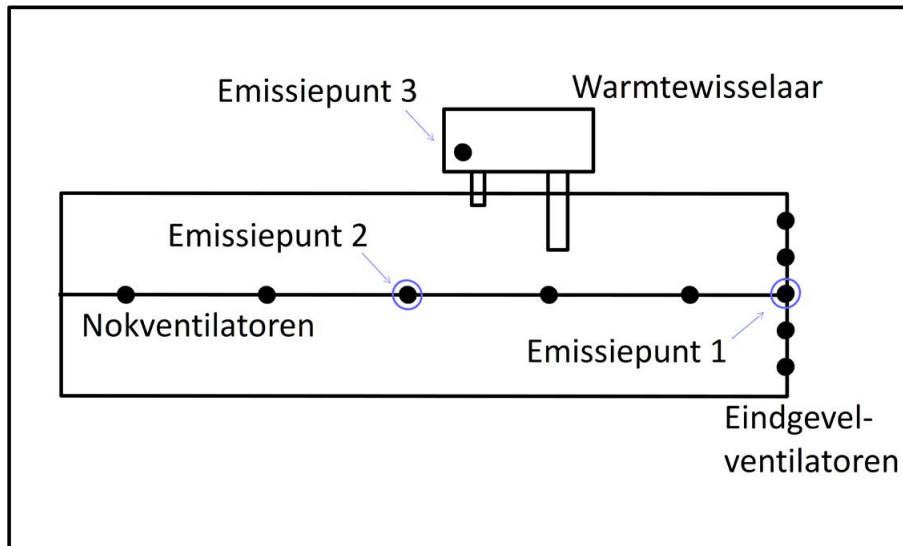 Emissiepunt 3
Warmtewisselaar
Emissiepunt 2
Nokventilatoren
Emissiepunt 1
Eindgevel-
ventilatoren